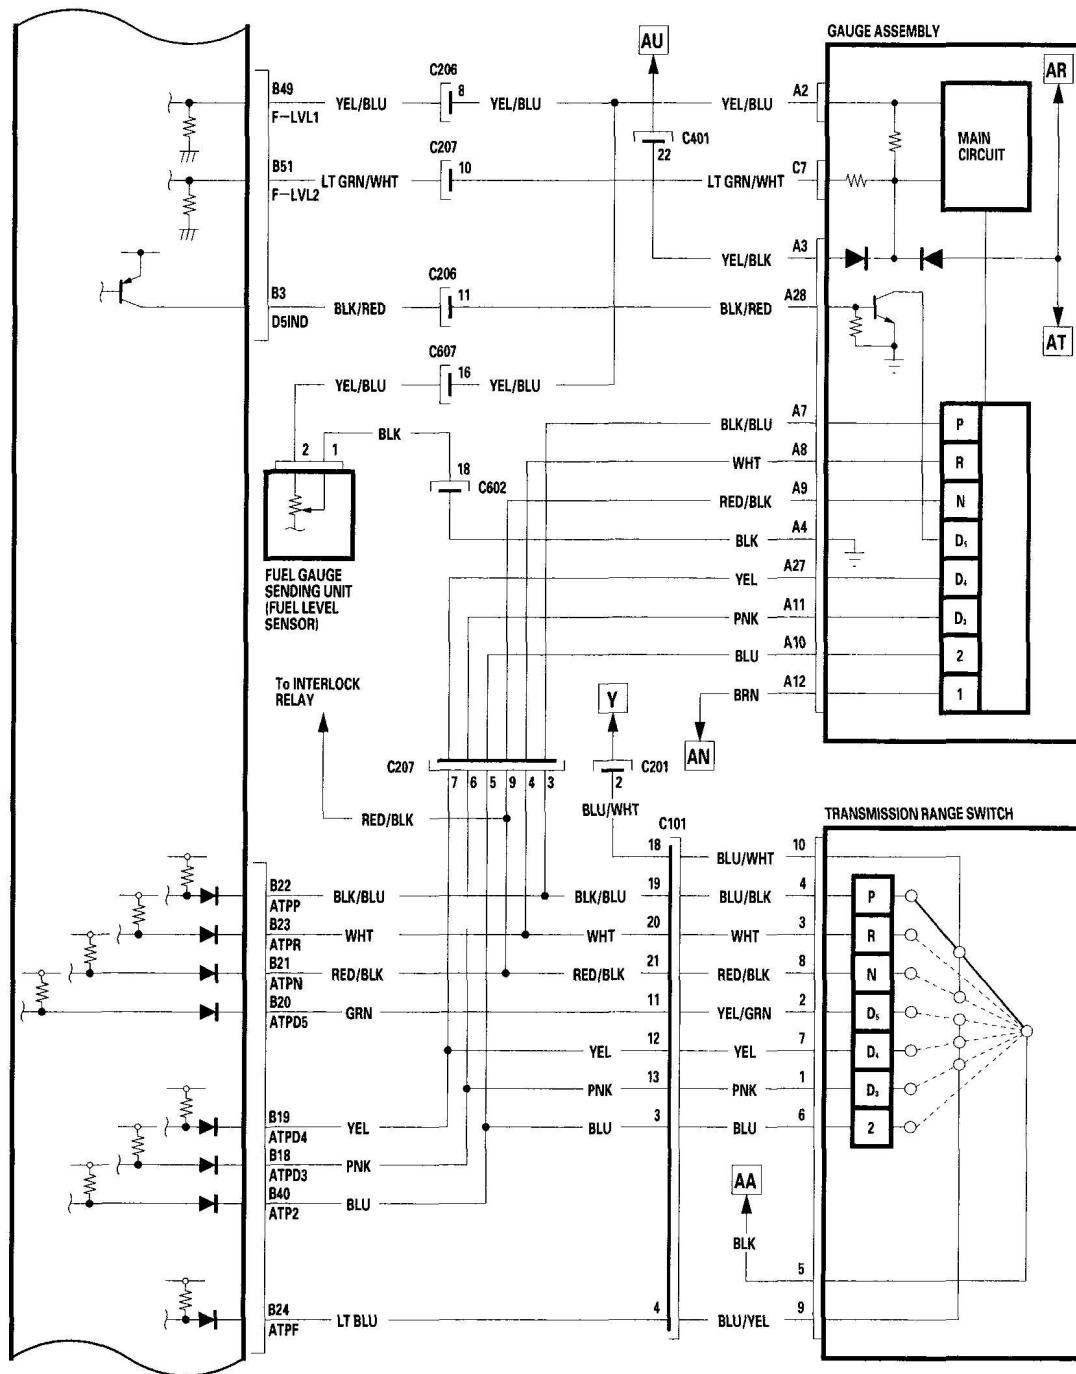 GAUGE ASSEMBLY
AU
AR
B49
F-LVL1
YEL/BLU
C206
8
YEL/BLU
YEL/BLU
A2
MAIN
CIRCUIT
C401
22
B51
F-LVL2
LT GRN/WHT
C207
10
LT GRN/WHT
C7
YEL/BLK
A3
B3
D5IND
BLK/RED
C206
11
BLK/RED
A28
AT
C607
16
YEL/BLU
YEL/BLU
BLK/BLU
A7
P
BLK
2
1
18
C602
WHT
A8
R
RED/BLK
A9
N
BLK
A4
D5
FUEL GAUGE
SENDING UNIT
(FUEL LEVEL
SENSOR)
YEL
A27
D4
PNK
A11
D3
BLU
A10
2
BRN
A12
1
To INTERLOCK
RELAY
Y
AN
C207
7
6
5
9
4
3
C201
2
BLU/WHT
RED/BLK
TRANSMISSION RANGE SWITCH
C101
18
BLU/WHT
10
B22
ATPP
BLK/BLU
BLK/BLU
19
BLU/BLK
4
P
B23
ATPR
WHT
WHT
20
WHT
3
R
B21
ATPN
RED/BLK
RED/BLK
21
RED/BLK
8
N
B20
ATPD5
GRN
11
YEL/GRN
2
D5
YEL
12
YEL
7
D4
PNK
13
PNK
1
D3
B19
ATPD4
YEL
BLU
3
BLU
6
2
B18
ATPD3
PNK
B40
ATP2
BLU
AA
BLK
5
B24
ATPF
LT BLU
4
BLU/YEL
9